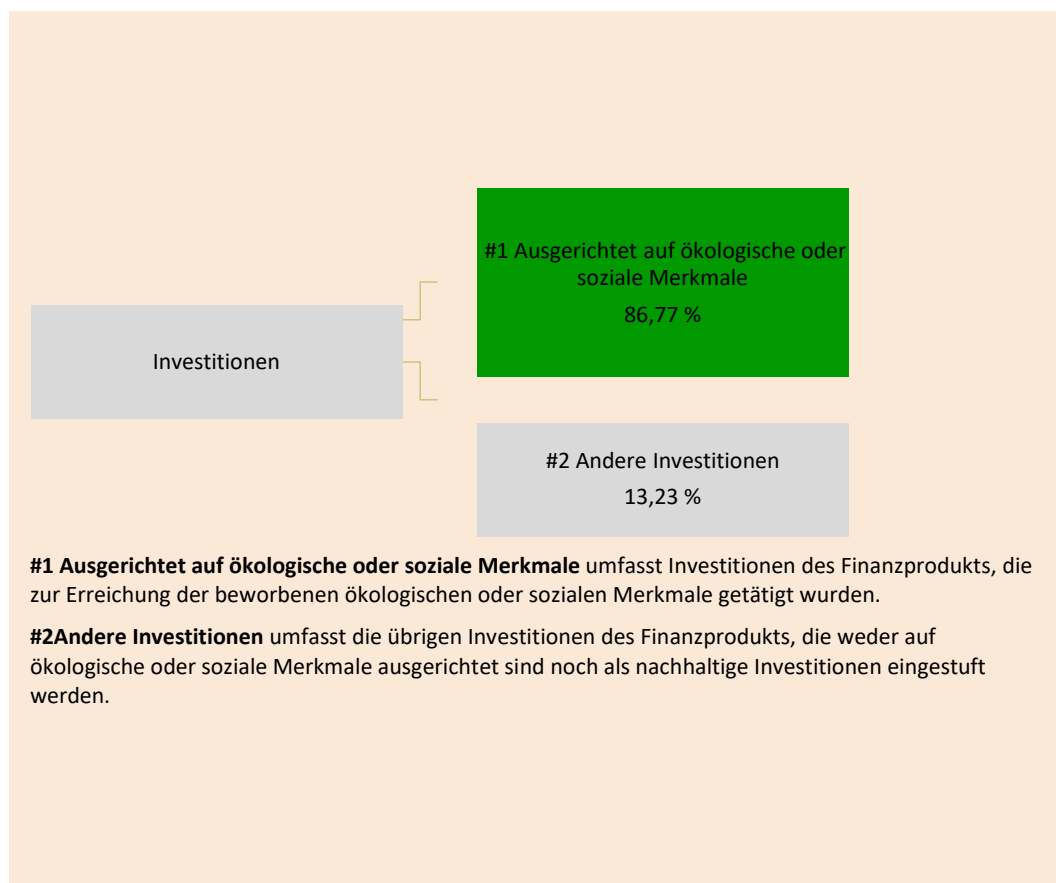 #1 Ausgerichtet auf ökologische oder
soziale Merkmale
86,77 %
Investitionen
#2 Andere Investitionen
13,23 %
#1 Ausgerichtet auf ökologische oder soziale Merkmale umfasst Investitionen des Finanzprodukts, die
zur Erreichung der beworbenen ökologischen oder sozialen Merkmale getätigt wurden.
#2Andere Investitionen umfasst die übrigen Investitionen des Finanzprodukts, die weder auf
ökologische oder soziale Merkmale ausgerichtet sind noch als nachhaltige Investitionen eingestuft
werden.